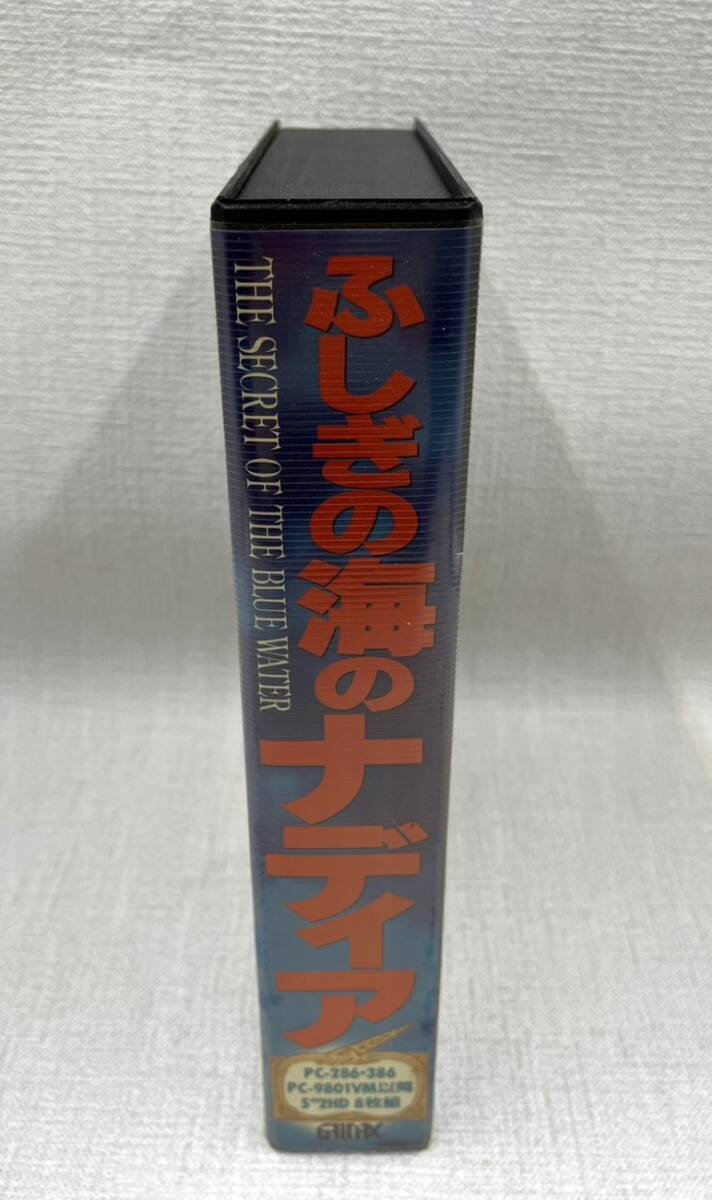 ふしぎの海のナディア
THE SECRET OF THE BLUE WATER
PC-286・386
PC-9801VM以降
5"2HD 8枚組
GAINAX